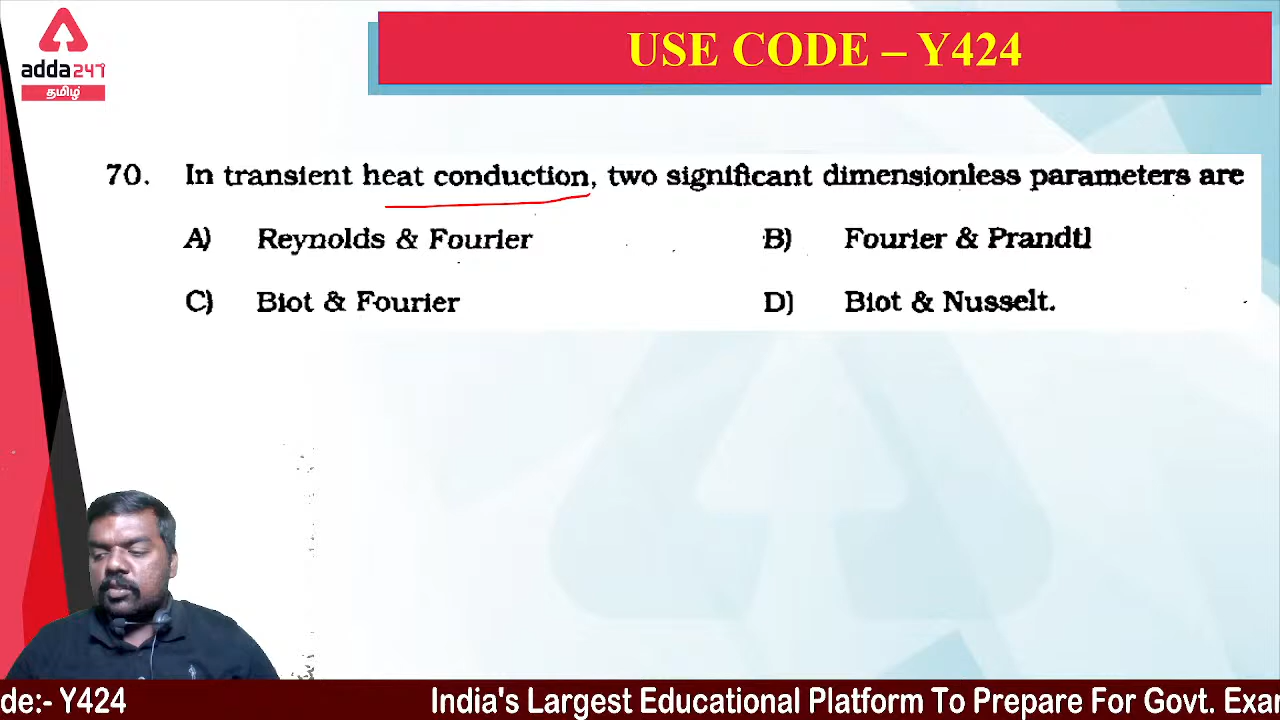 USE CODE – Y424
adda247
தமிழ்
70. In transient heat conduction, two significant dimensionless parameters are
A) Reynolds & Fourier B) Fourier & Prandtl
C) Biot & Fourier D) Biot & Nusselt.
de:- Y424 India's Largest Educational Platform To Prepare For Govt. Exa